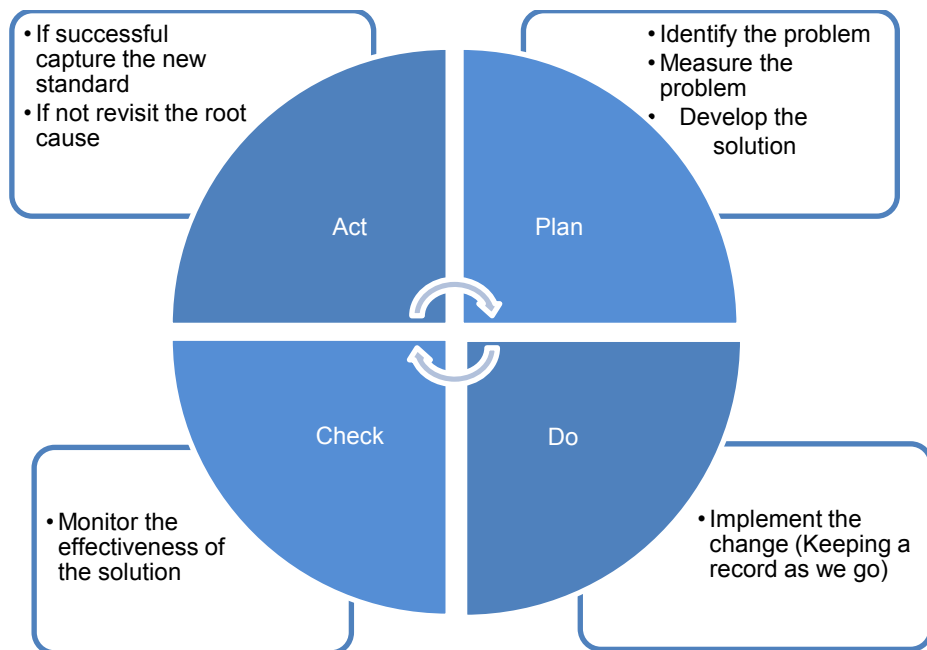 • If successful
capture the new
standard
• If not revisit the root
cause
• Identify the problem
• Measure the
problem
• Develop the
solution
Act
Plan
Check
Do
• Monitor the
effectiveness of
the solution
• Implement the
change (Keeping a
record as we go)